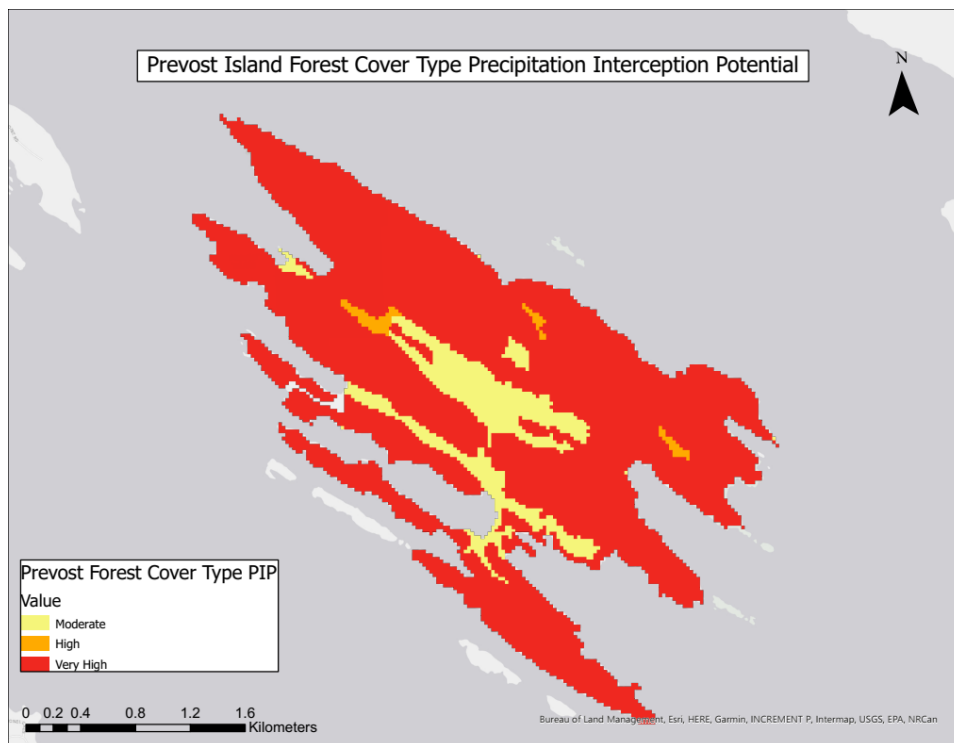 Prevost Island Forest Cover Type Precipitation Interception Potential
N
Prevost Forest Cover Type PIP
Value
Moderate
High
Very High
0 0.2 0.4 0.8 1.2 1.6
Kilometers
Bureau of Land Management, Esri, HERE, Garmin, INCREMENT P, Intermap, USGS, EPA, NRCan